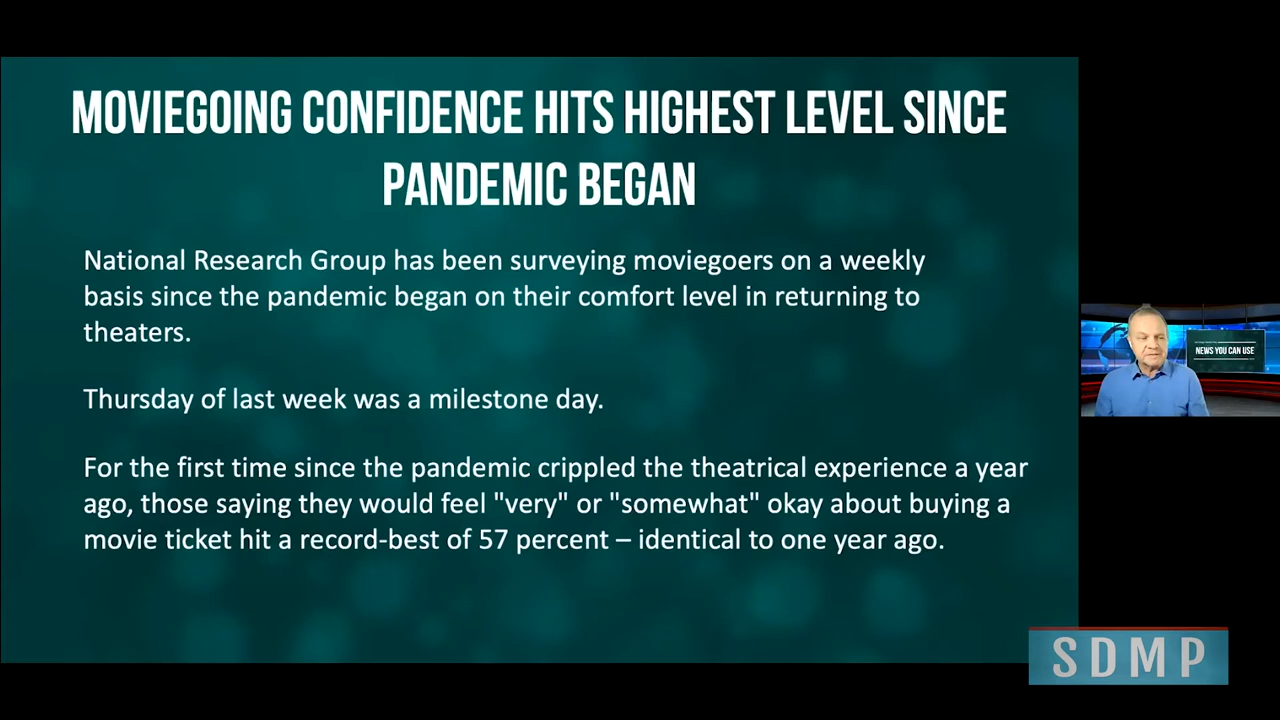 MOVIEGOING CONFIDENCE HITS HIGHEST LEVEL SINCE
PANDEMIC BEGAN
National Research Group has been surveying moviegoers on a weekly
basis since the pandemic began on their comfort level in returning to
theaters.
Thursday of last week was a milestone day.
For the first time since the pandemic crippled the theatrical experience a year
ago, those saying they would feel "very" or "somewhat" okay about buying a
movie ticket hit a record-best of 57 percent – identical to one year ago.
NEWS YOU CAN USE
SDMP